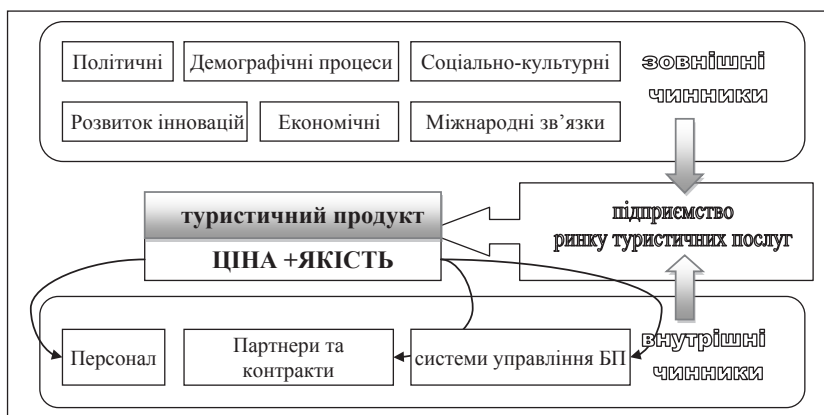 Політичні
Демографічні процеси
Соціально-культурні
зовнішні
чинники
Розвиток інновацій
Економічні
Міжнародні зв’язки
туристичний продукт
ЦІНА +ЯКІСТЬ
підприємство
ринку туристичних послуг
Персонал
Партнери та
контракти
системи управління БП
внутрішні
чинники